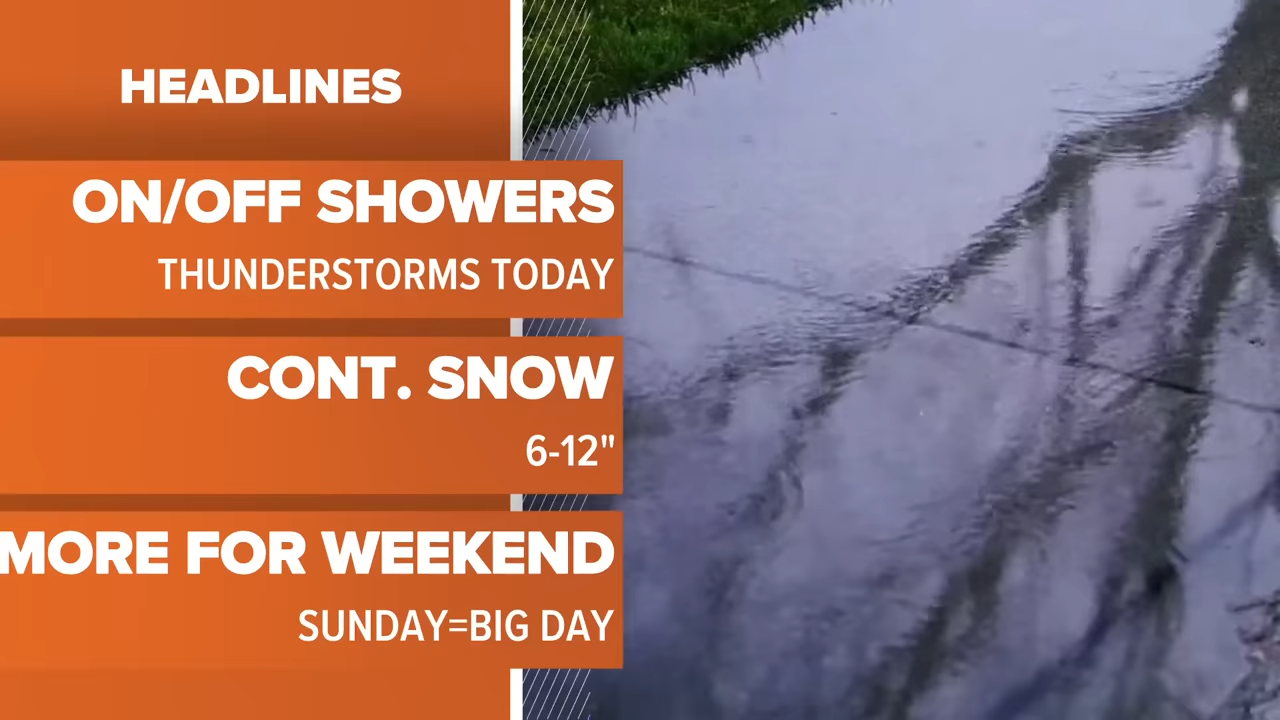 HEADLINES
ON/OFF SHOWERS
THUNDERSTORMS TODAY
CONT. SNOW
6-12"
MORE FOR WEEKEND
SUNDAY=BIG DAY